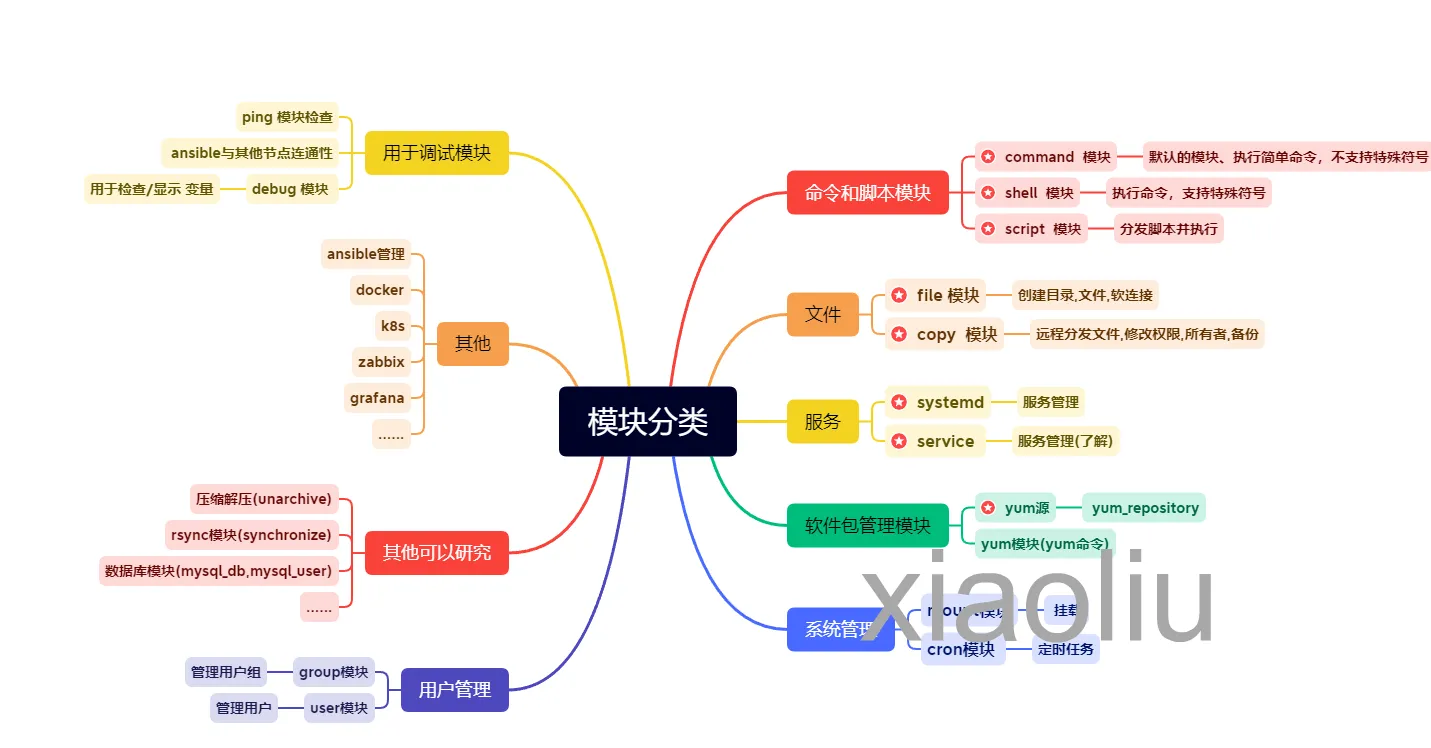 模块分类
命令和脚本模块
command 模块
默认的模块、执行简单命令，不支持特殊符号
shell 模块
执行命令，支持特殊符号
script 模块
分发脚本并执行
文件
file 模块
创建目录,文件,软连接
copy 模块
远程分发文件,修改权限,所有者,备份
服务
systemd
服务管理
service
服务管理(了解)
软件包管理模块
yum源
yum_repository
yum模块(yum命令)
系统管理
mount模块
挂载
cron模块
定时任务
xiaoliu
用于调试模块
ping 模块检查
ansible与其他节点连通性
debug 模块
用于检查/显示 变量
其他
ansible管理
docker
k8s
zabbix
grafana
......
其他可以研究
压缩解压(unarchive)
rsync模块(synchronize)
数据库模块(mysql_db,mysql_user)
......
用户管理
group模块
管理用户组
user模块
管理用户